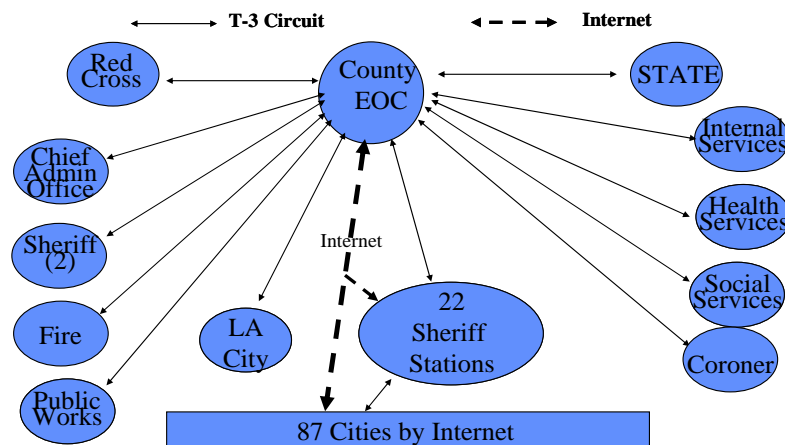 T-3 Circuit
Internet
Red
Cross
County
EOC
STATE
Internal
Services
Chief
Admin
Office
Health
Services
Sheriff
(2)
Internet
Social
Services
22
Sheriff
Stations
Fire
LA
City
Coroner
Public
Works
87 Cities by Internet